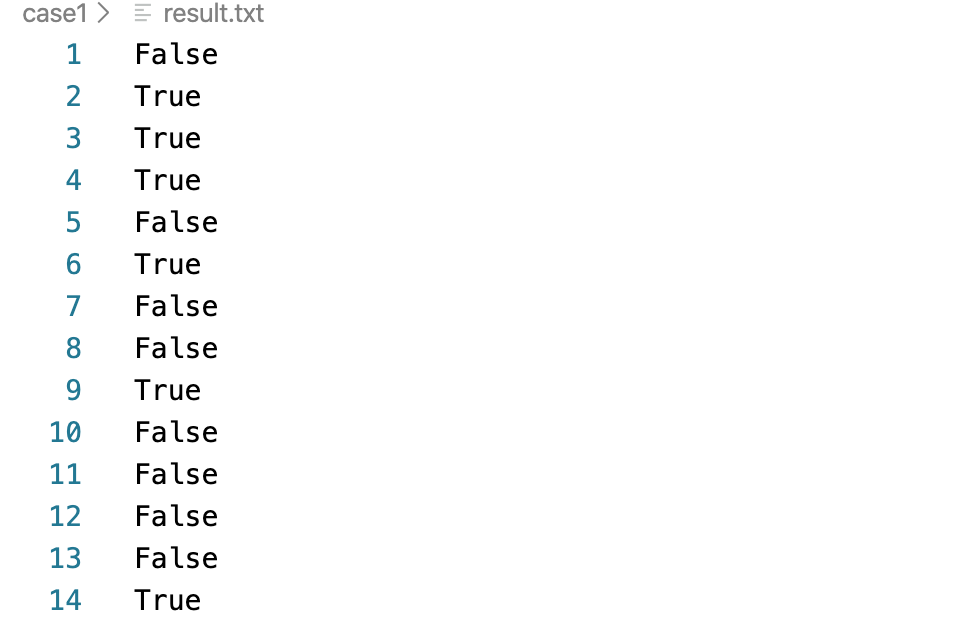 case1 > result.txt
1 False
2 True
3 True
4 True
5 False
6 True
7 False
8 False
9 True
10 False
11 False
12 False
13 False
14 True